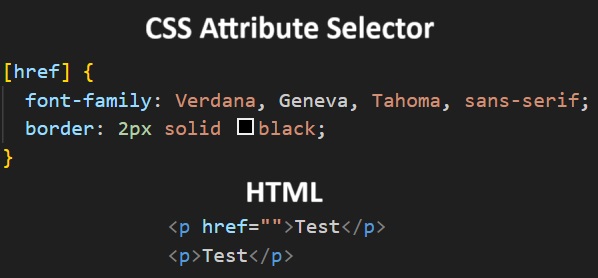 CSS Attribute Selector
[href] {
font-family: Verdana, Geneva, Tahoma, sans-serif;
border: 2px solid black;
}
HTML
<p href="">Test</p>
<p>Test</p>